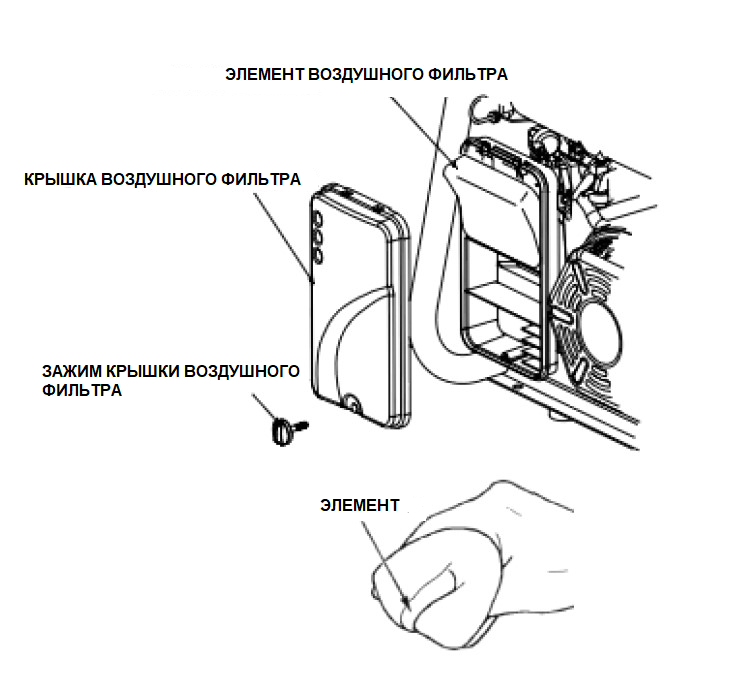 ЭЛЕМЕНТ ВОЗДУШНОГО ФИЛЬТРА
КРЫШКА ВОЗДУШНОГО ФИЛЬТРА
ЗАЖИМ КРЫШКИ ВОЗДУШНОГО
ФИЛЬТРА
ЭЛЕМЕНТ